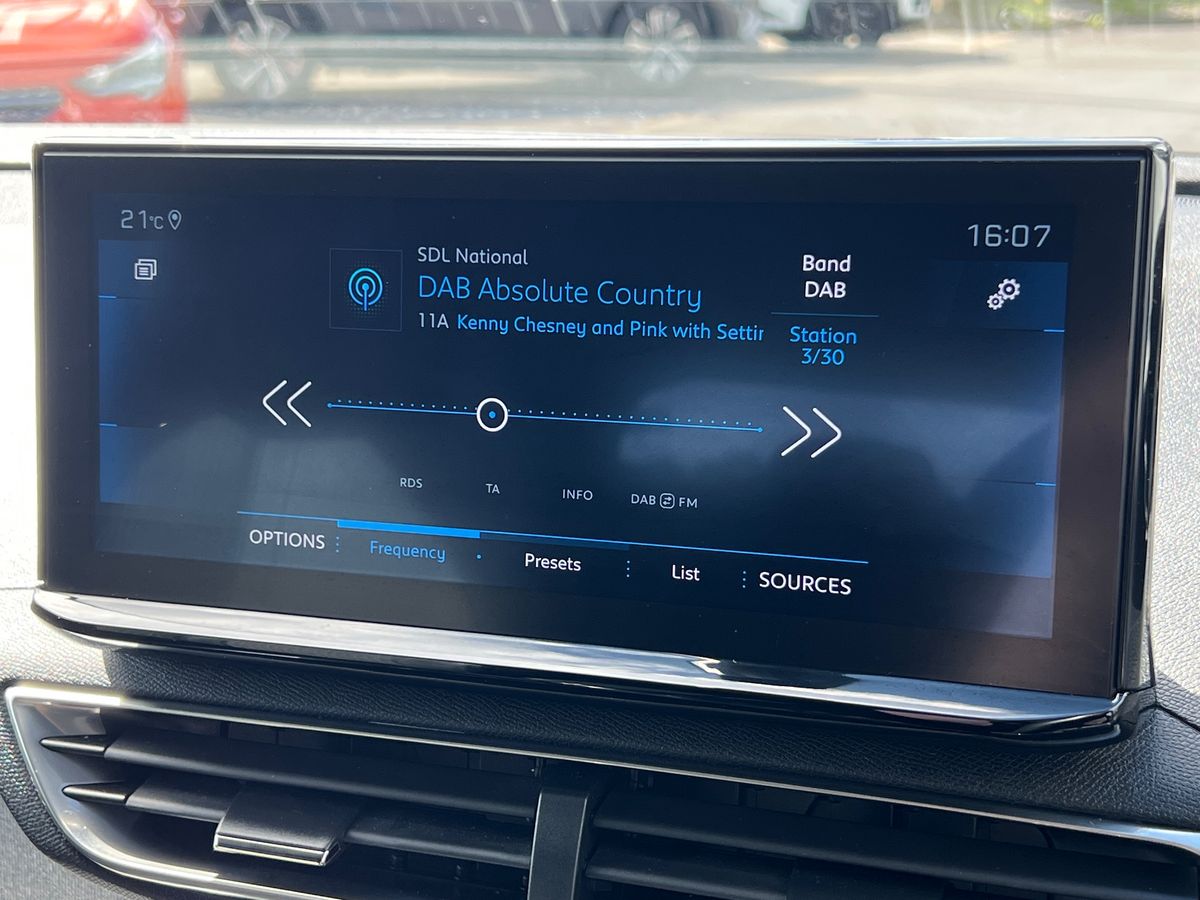 21°C
16:07
SDL National
DAB Absolute Country
11A Kenny Chesney and Pink with Settin
Band
DAB
Station
3/30
RDS
TA
INFO
DAB FM
OPTIONS
Frequency
Presets
List
SOURCES